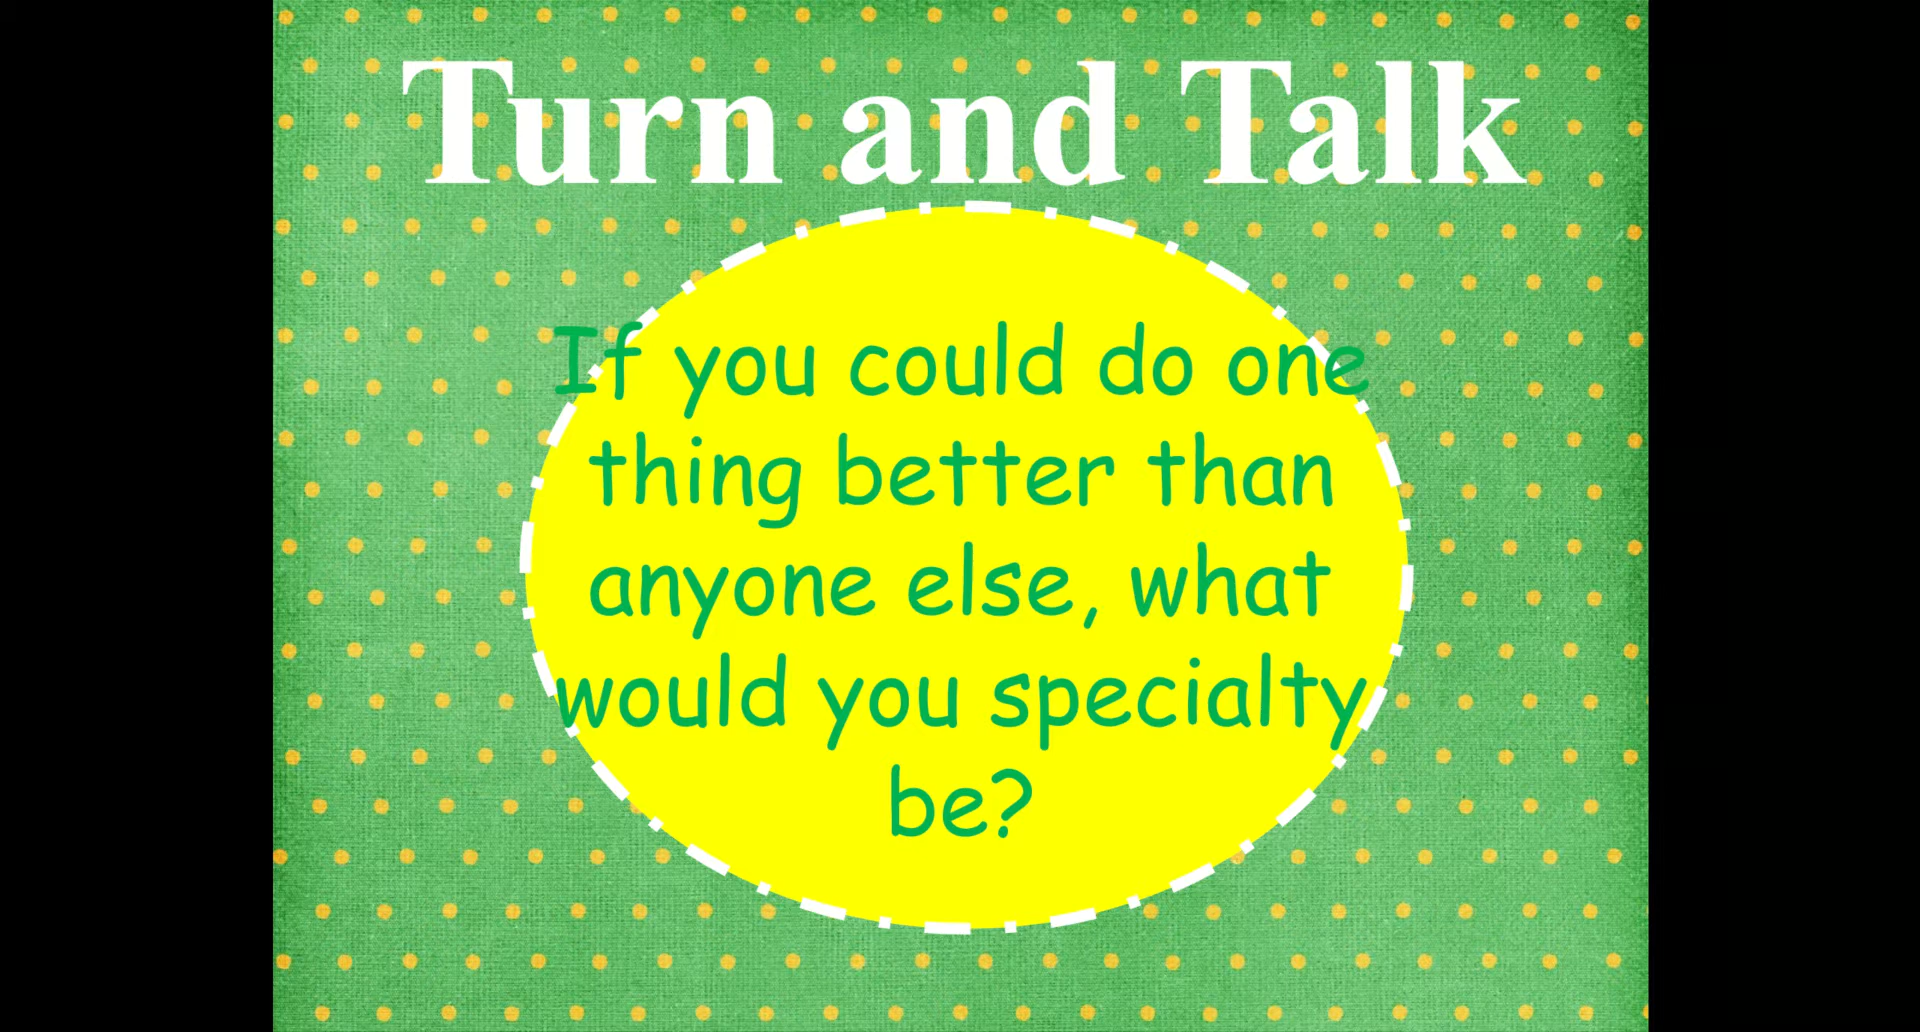 Turn and Talk
If you could do one
thing better than
anyone else, what
would you specialty
be?